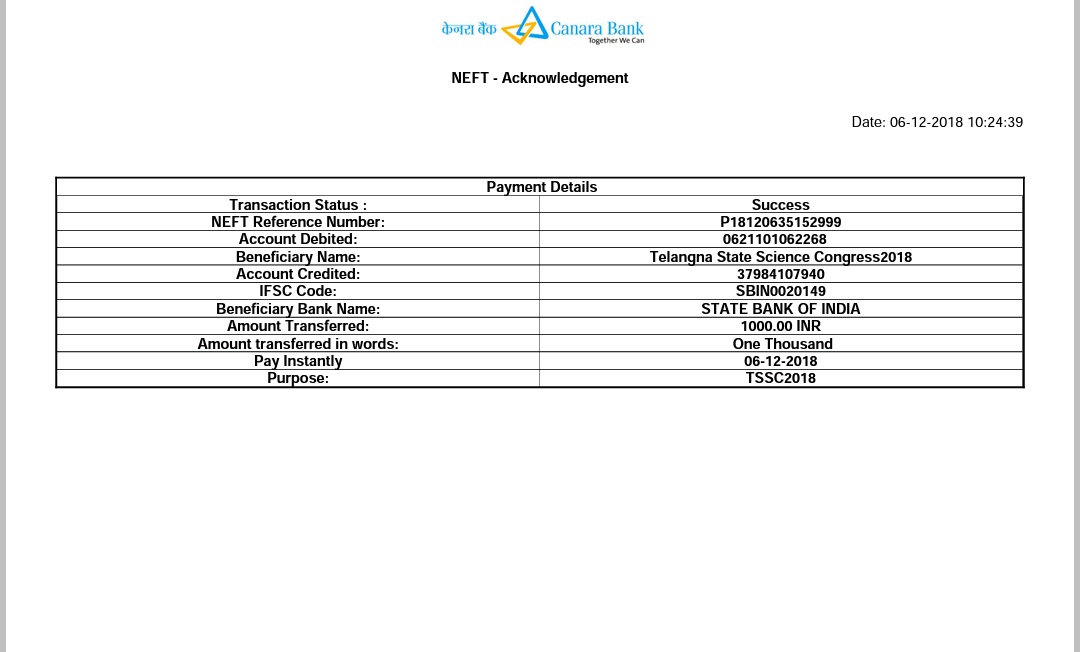 केनरा बैंक Canara Bank
Together We Can
NEFT - Acknowledgement
Date: 06-12-2018 10:24:39
Payment Details
Transaction Status : Success
NEFT Reference Number: P18120635152999
Account Debited: 0621101062268
Beneficiary Name: Telangna State Science Congress2018
Account Credited: 37984107940
IFSC Code: SBIN0020149
Beneficiary Bank Name: STATE BANK OF INDIA
Amount Transferred: 1000.00 INR
Amount transferred in words: One Thousand
Pay Instantly 06-12-2018
Purpose: TSSC2018